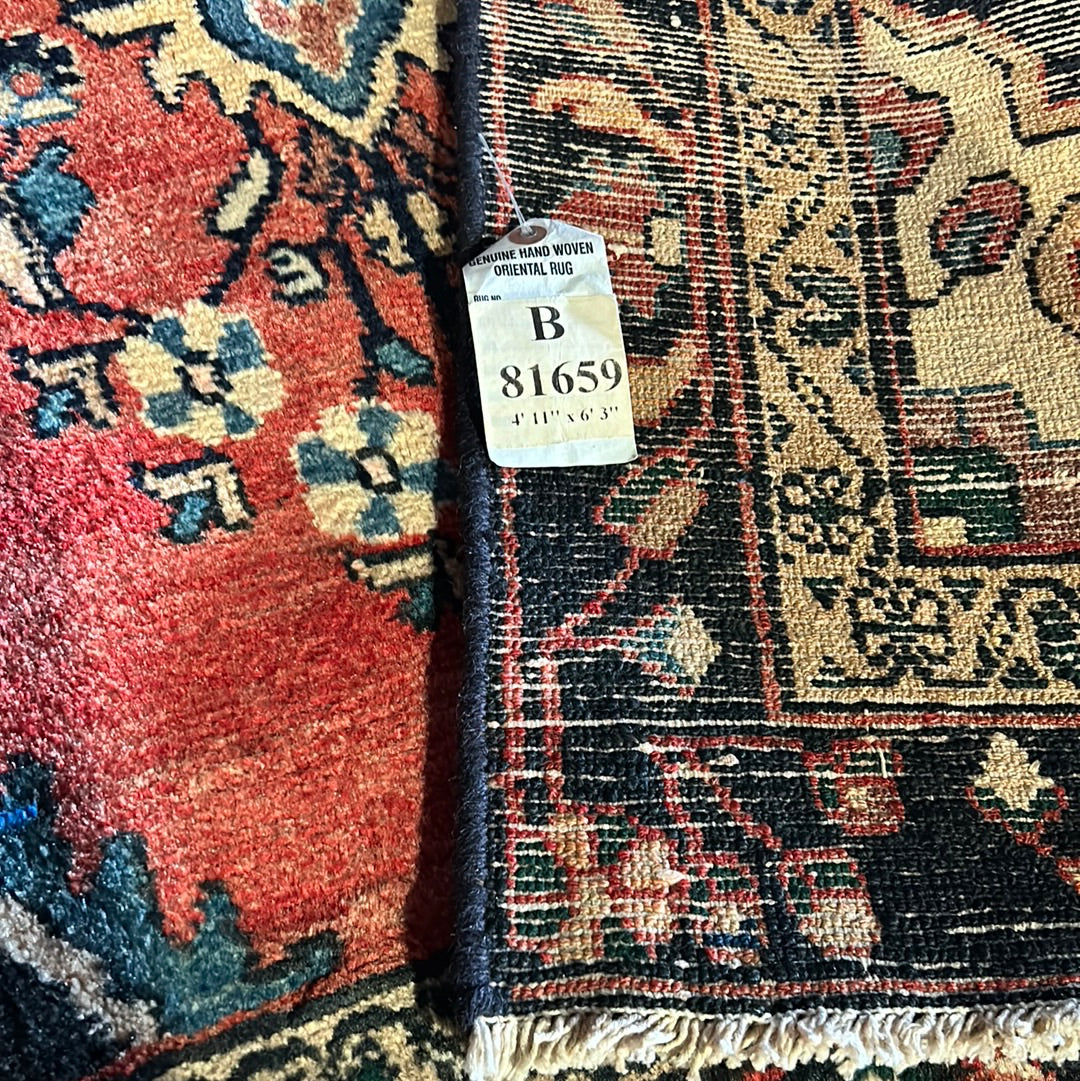 GENUINE HAND WOVEN
ORIENTAL RUG
RUG NO.
B
81659
4' 11" x 6' 3"